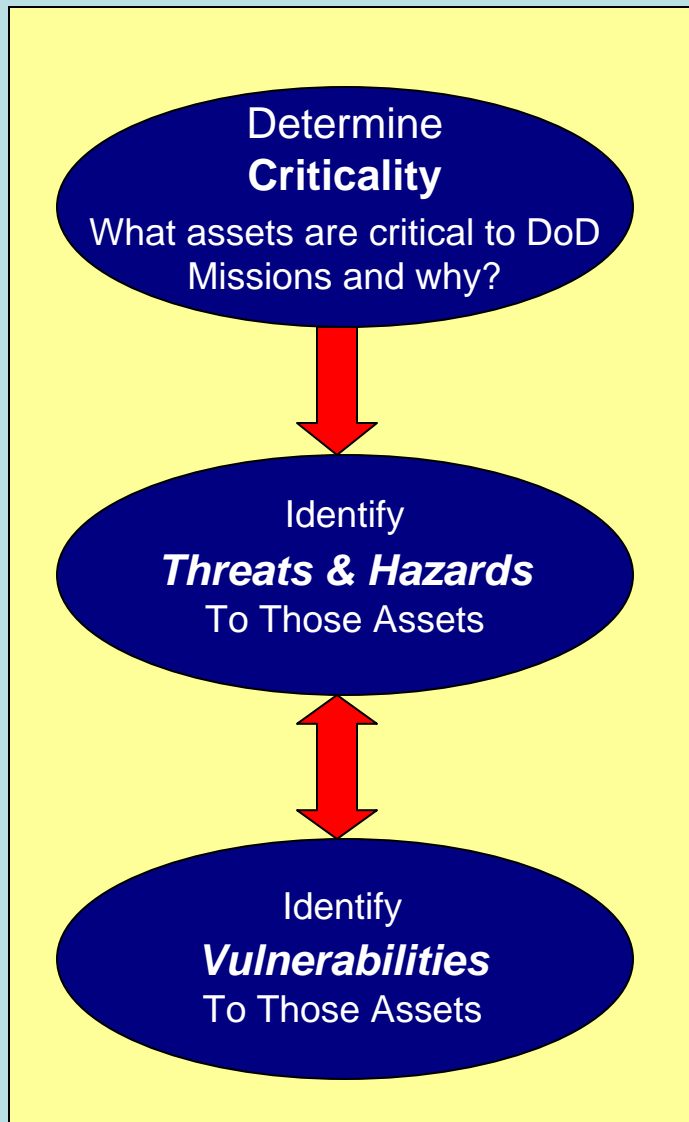 Determine
Criticality
What assets are critical to DoD
Missions and why?
Identify
Threats & Hazards
To Those Assets
Identify
Vulnerabilities
To Those Assets